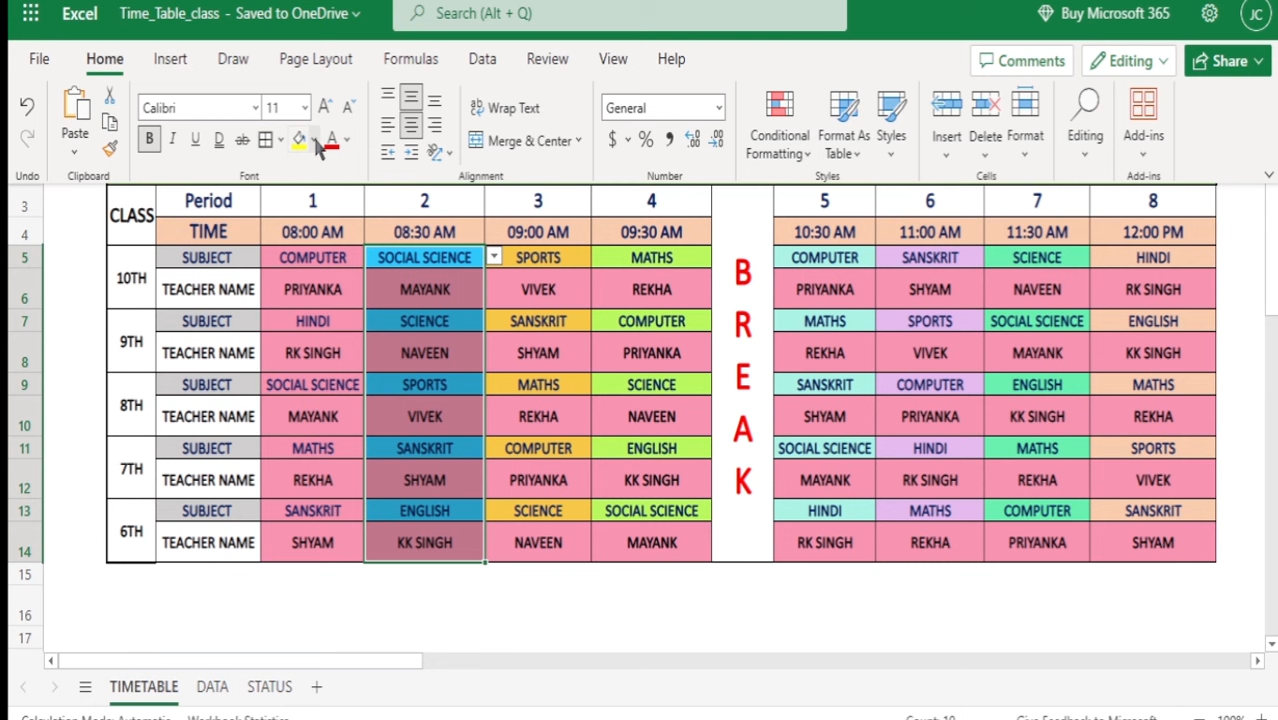 Excel Time_Table_class - Saved to OneDrive Search (Alt + Q) Buy Microsoft 365 JC
File Home Insert Draw Page Layout Formulas Data Review View Help Comments Editing Share
Calibri 11 Wrap Text General
Paste B I U D ab A Merge & Center $ % Conditional Formatting Format As Table Styles Insert Delete Format Editing Add-ins
Undo Clipboard Font Alignment Number Styles Cells Add-ins
3 CLASS Period 1 2 3 4 5 6 7 8
4 TIME 08:00 AM 08:30 AM 09:00 AM 09:30 AM 10:30 AM 11:00 AM 11:30 AM 12:00 PM
5 10TH SUBJECT COMPUTER SOCIAL SCIENCE SPORTS MATHS B COMPUTER SANSKRIT SCIENCE HINDI
6 TEACHER NAME PRIYANKA MAYANK VIVEK REKHA PRIYANKA SHYAM NAVEEN RK SINGH
7 9TH SUBJECT HINDI SCIENCE SANSKRIT COMPUTER R MATHS SPORTS SOCIAL SCIENCE ENGLISH
8 TEACHER NAME RK SINGH NAVEEN SHYAM PRIYANKA REKHA VIVEK MAYANK KK SINGH
9 8TH SUBJECT SOCIAL SCIENCE SPORTS MATHS SCIENCE E SANSKRIT COMPUTER ENGLISH MATHS
10 TEACHER NAME MAYANK VIVEK REKHA NAVEEN A SHYAM PRIYANKA KK SINGH REKHA
11 7TH SUBJECT MATHS SANSKRIT COMPUTER ENGLISH SOCIAL SCIENCE HINDI MATHS SPORTS
12 TEACHER NAME REKHA SHYAM PRIYANKA KK SINGH K MAYANK RK SINGH REKHA VIVEK
13 6TH SUBJECT SANSKRIT ENGLISH SCIENCE SOCIAL SCIENCE HINDI MATHS COMPUTER SANSKRIT
14 TEACHER NAME SHYAM KK SINGH NAVEEN MAYANK RK SINGH REKHA PRIYANKA SHYAM
15
16
17
TIMETABLE DATA STATUS
Calculation Mode: Automatic Workbook Statistics Count: 10 Give Feedback to Microsoft 100%